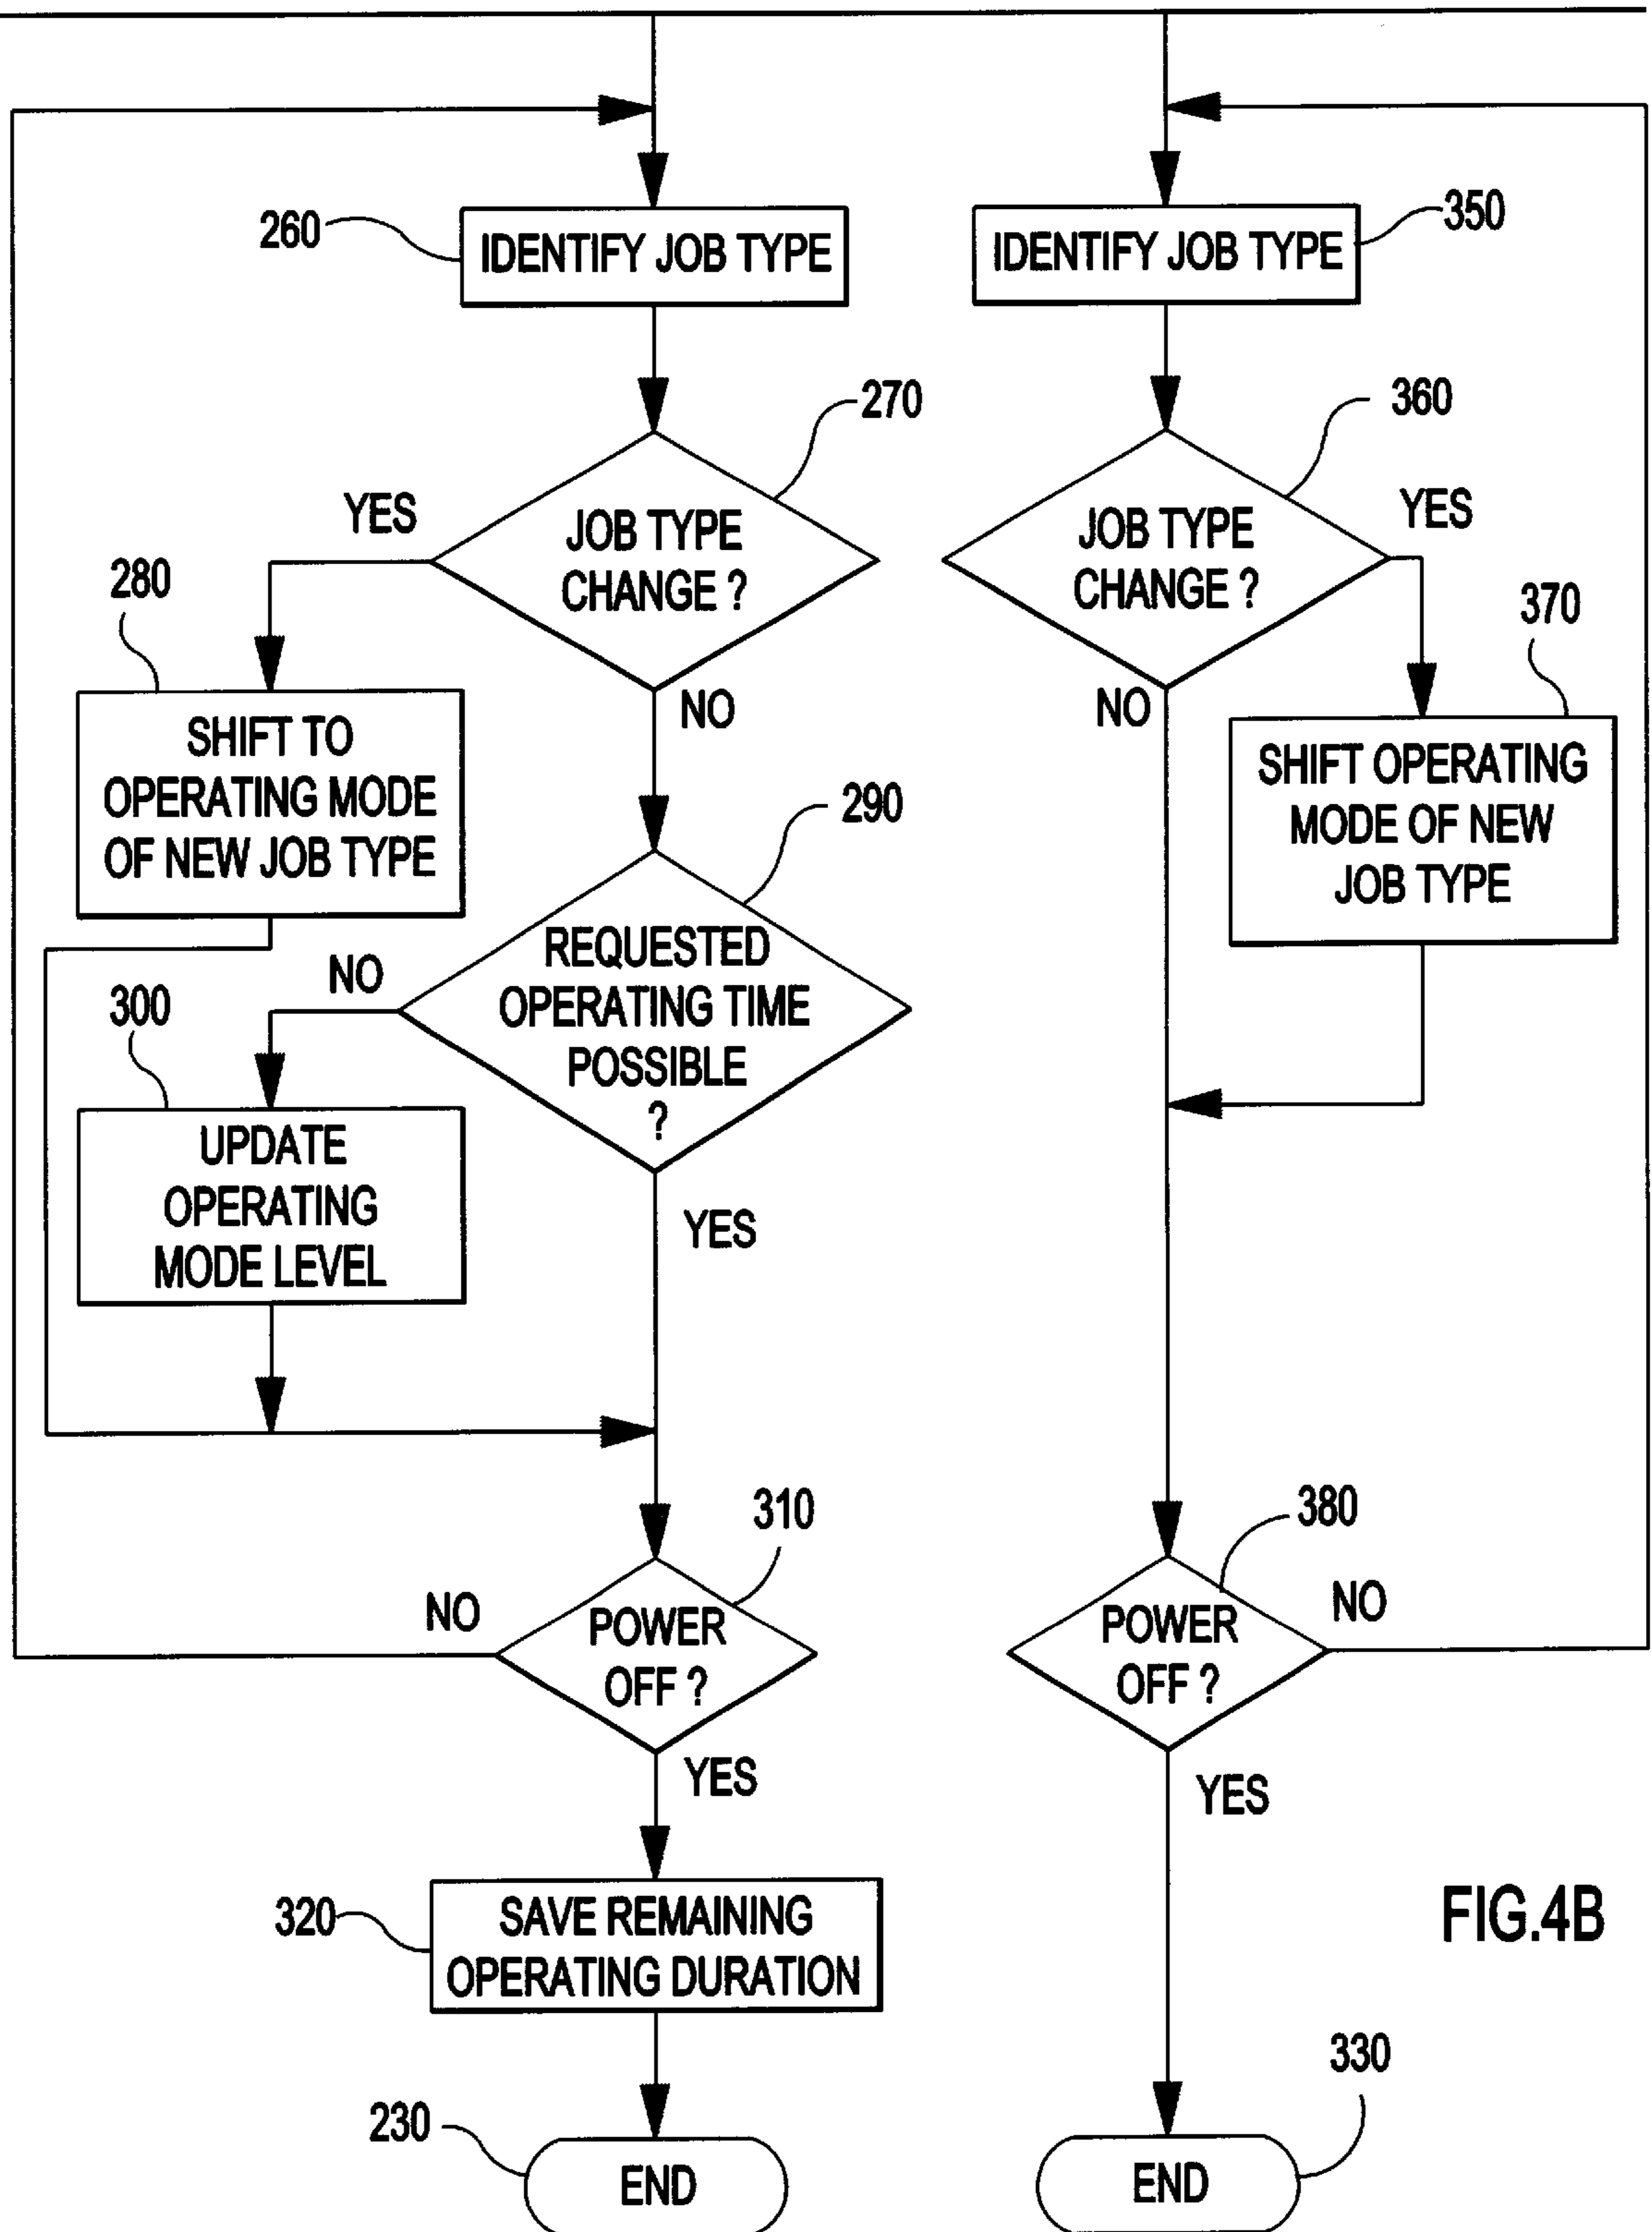 260
IDENTIFY JOB TYPE
270
JOB TYPE
CHANGE ?
YES
NO
280
SHIFT TO
OPERATING MODE
OF NEW JOB TYPE
290
REQUESTED
OPERATING TIME
POSSIBLE
?
NO
YES
300
UPDATE
OPERATING
MODE LEVEL
310
POWER
OFF ?
NO
YES
320
SAVE REMAINING
OPERATING DURATION
230
END
350
IDENTIFY JOB TYPE
360
JOB TYPE
CHANGE ?
YES
NO
370
SHIFT OPERATING
MODE OF NEW
JOB TYPE
380
POWER
OFF ?
NO
YES
330
END
FIG.4B